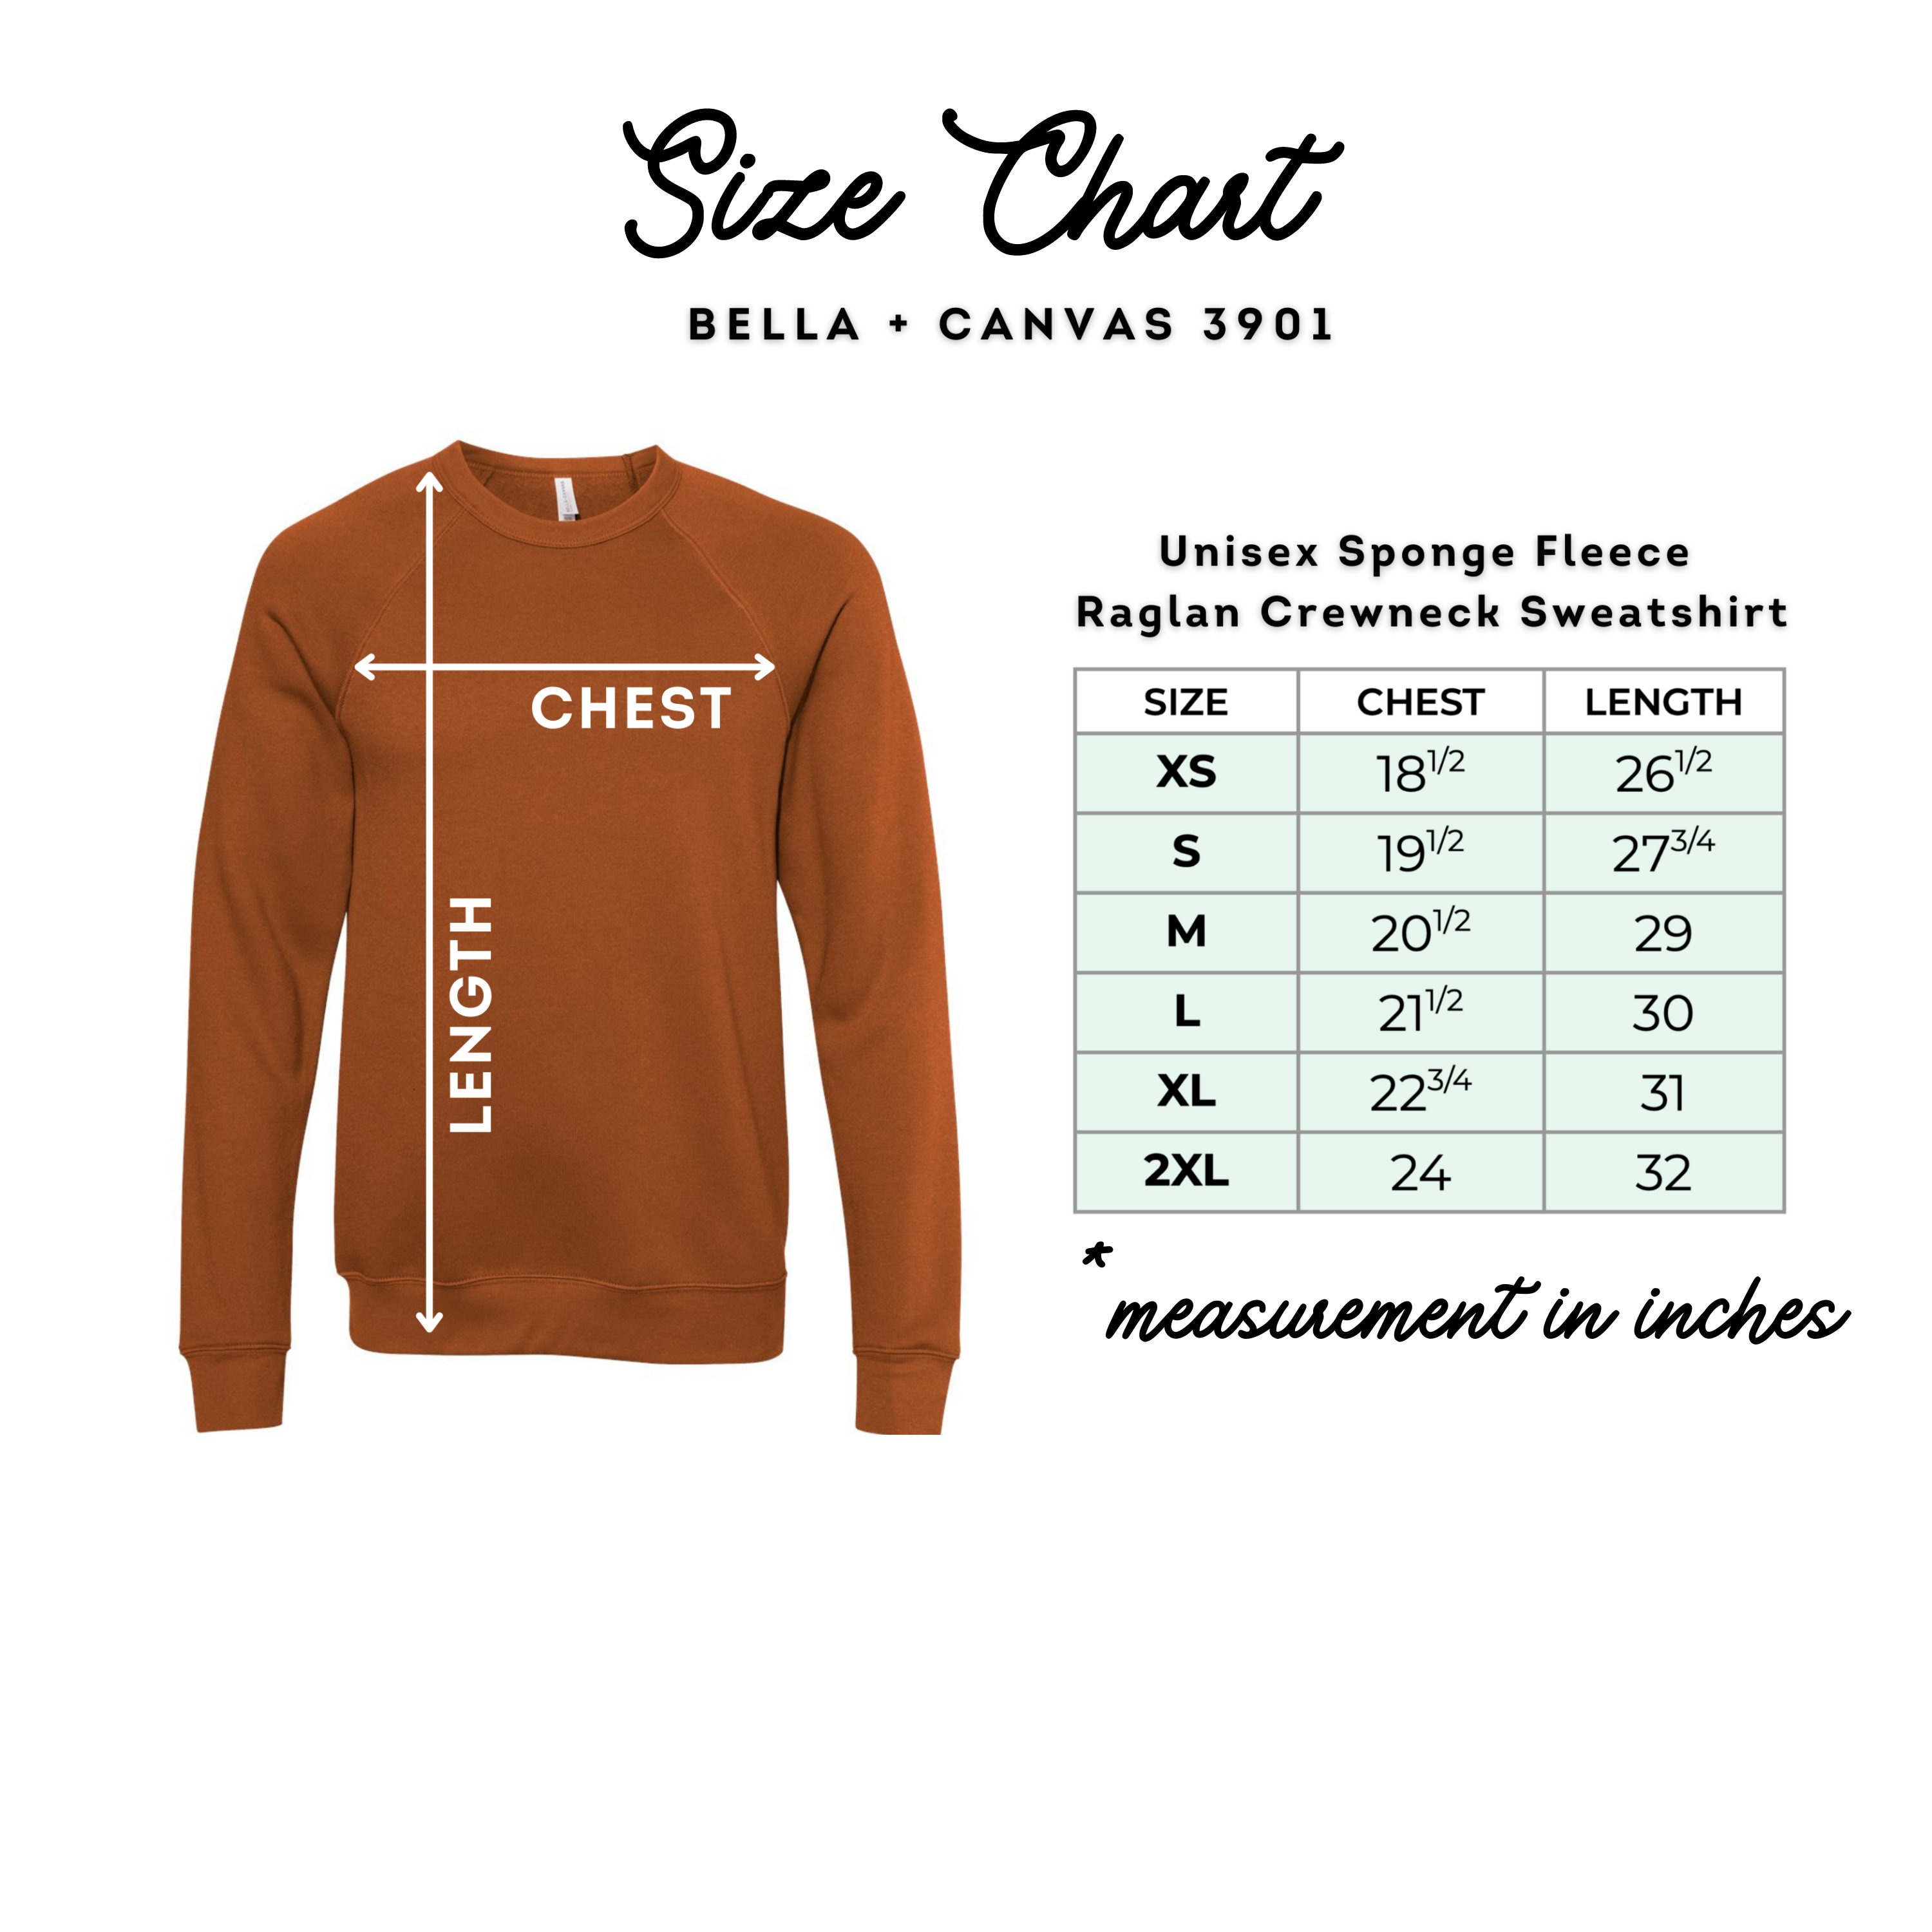 Size Chart
BELLA + CANVAS 3901
CHEST
LENGTH
Unisex Sponge Fleece
Raglan Crewneck Sweatshirt
SIZE CHEST LENGTH
XS 18 1/2 26 1/2
S 19 1/2 27 3/4
M 20 1/2 29
L 21 1/2 30
XL 22 3/4 31
2XL 24 32
* measurement in inches